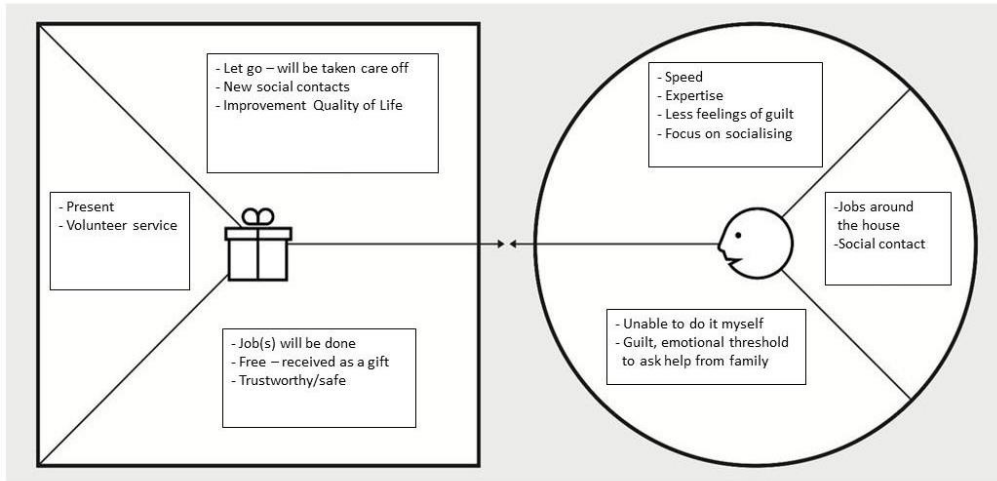 - Let go – will be taken care off
- New social contacts
- Improvement Quality of Life
- Present
- Volunteer service
- Job(s) will be done
- Free – received as a gift
- Trustworthy/safe
- Speed
- Expertise
- Less feelings of guilt
- Focus on socialising
-Jobs around
the house
-Social contact
- Unable to do it myself
- Guilt, emotional threshold
to ask help from family